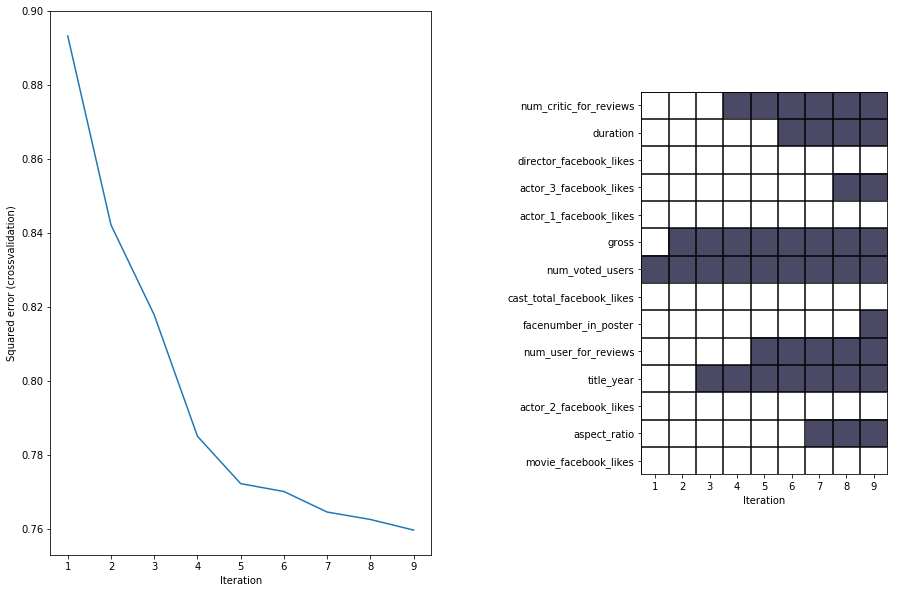 0.90
0.88
0.86
0.84
0.82
0.80
0.78
0.76
Squared error (crossvalidation)
1 2 3 4 5 6 7 8 9
Iteration
num_critic_for_reviews
duration
director_facebook_likes
actor_3_facebook_likes
actor_1_facebook_likes
gross
num_voted_users
cast_total_facebook_likes
facenumber_in_poster
num_user_for_reviews
title_year
actor_2_facebook_likes
aspect_ratio
movie_facebook_likes
1 2 3 4 5 6 7 8 9
Iteration